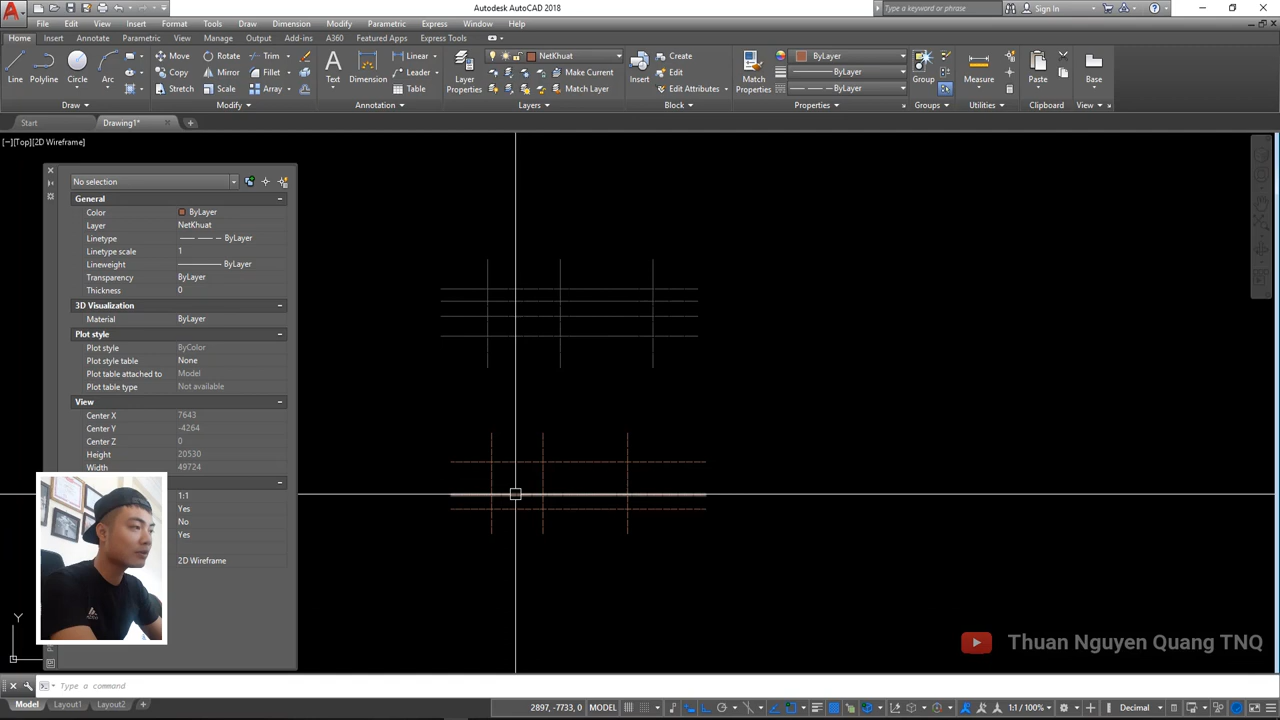 Autodesk AutoCAD 2018
Type a keyword or phrase
Sign In
File Edit View Insert Format Tools Draw Dimension Modify Parametric Express Window Help
Home Insert Annotate Parametric View Manage Output Add-ins A360 Featured Apps Express Tools
Line Polyline Circle Arc
Move Rotate Trim
Copy Mirror Fillet
Stretch Scale Array
Text Dimension
Linear
Leader
Table
Layer Properties
NetKhuat
Make Current
Match Layer
Insert
Create
Edit
Edit Attributes
Match Properties
ByLayer
ByLayer
ByLayer
Group Measure Paste Base
Draw Modify Annotation Layers Block Properties Groups Utilities Clipboard View
Start Drawing1*
[−][Top][2D Wireframe]
No selection
General
Color ByLayer
Layer NetKhuat
Linetype ByLayer
Linetype scale 1
Lineweight ByLayer
Transparency ByLayer
Thickness 0
3D Visualization
Material ByLayer
Plot style
Plot style ByColor
Plot style table None
Plot table attached to Model
Plot table type Not available
View
Center X 7643
Center Y -4264
Center Z 0
Height 20530
Width 49724
1:1
Yes
No
Yes
2D Wireframe
Y
Thuan Nguyen Quang TNQ
Type a command
Model Layout1 Layout2
2897, -7733, 0 MODEL 1:1/100% Decimal